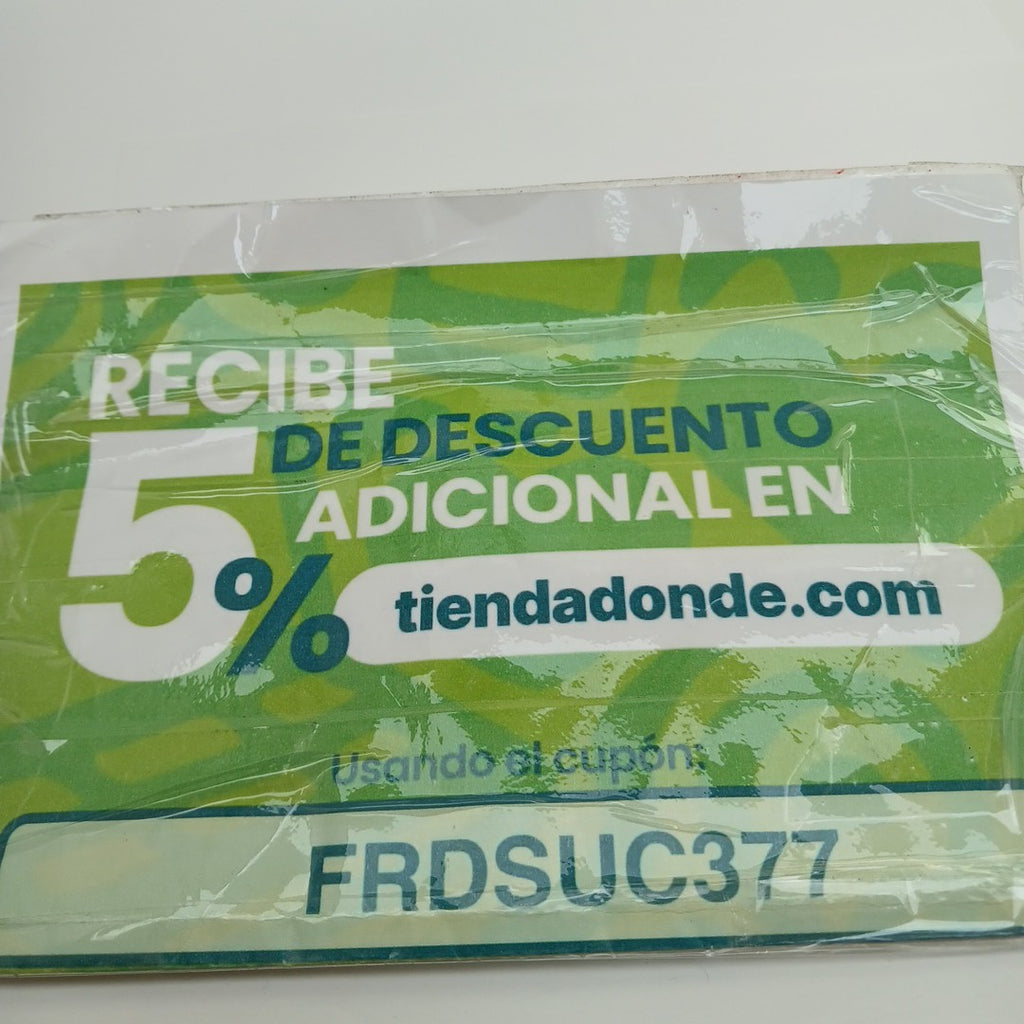 RECIBE
5%
DE DESCUENTO
ADICIONAL EN
tiendadonde.com
Usando el cupón:
FRDSUC377